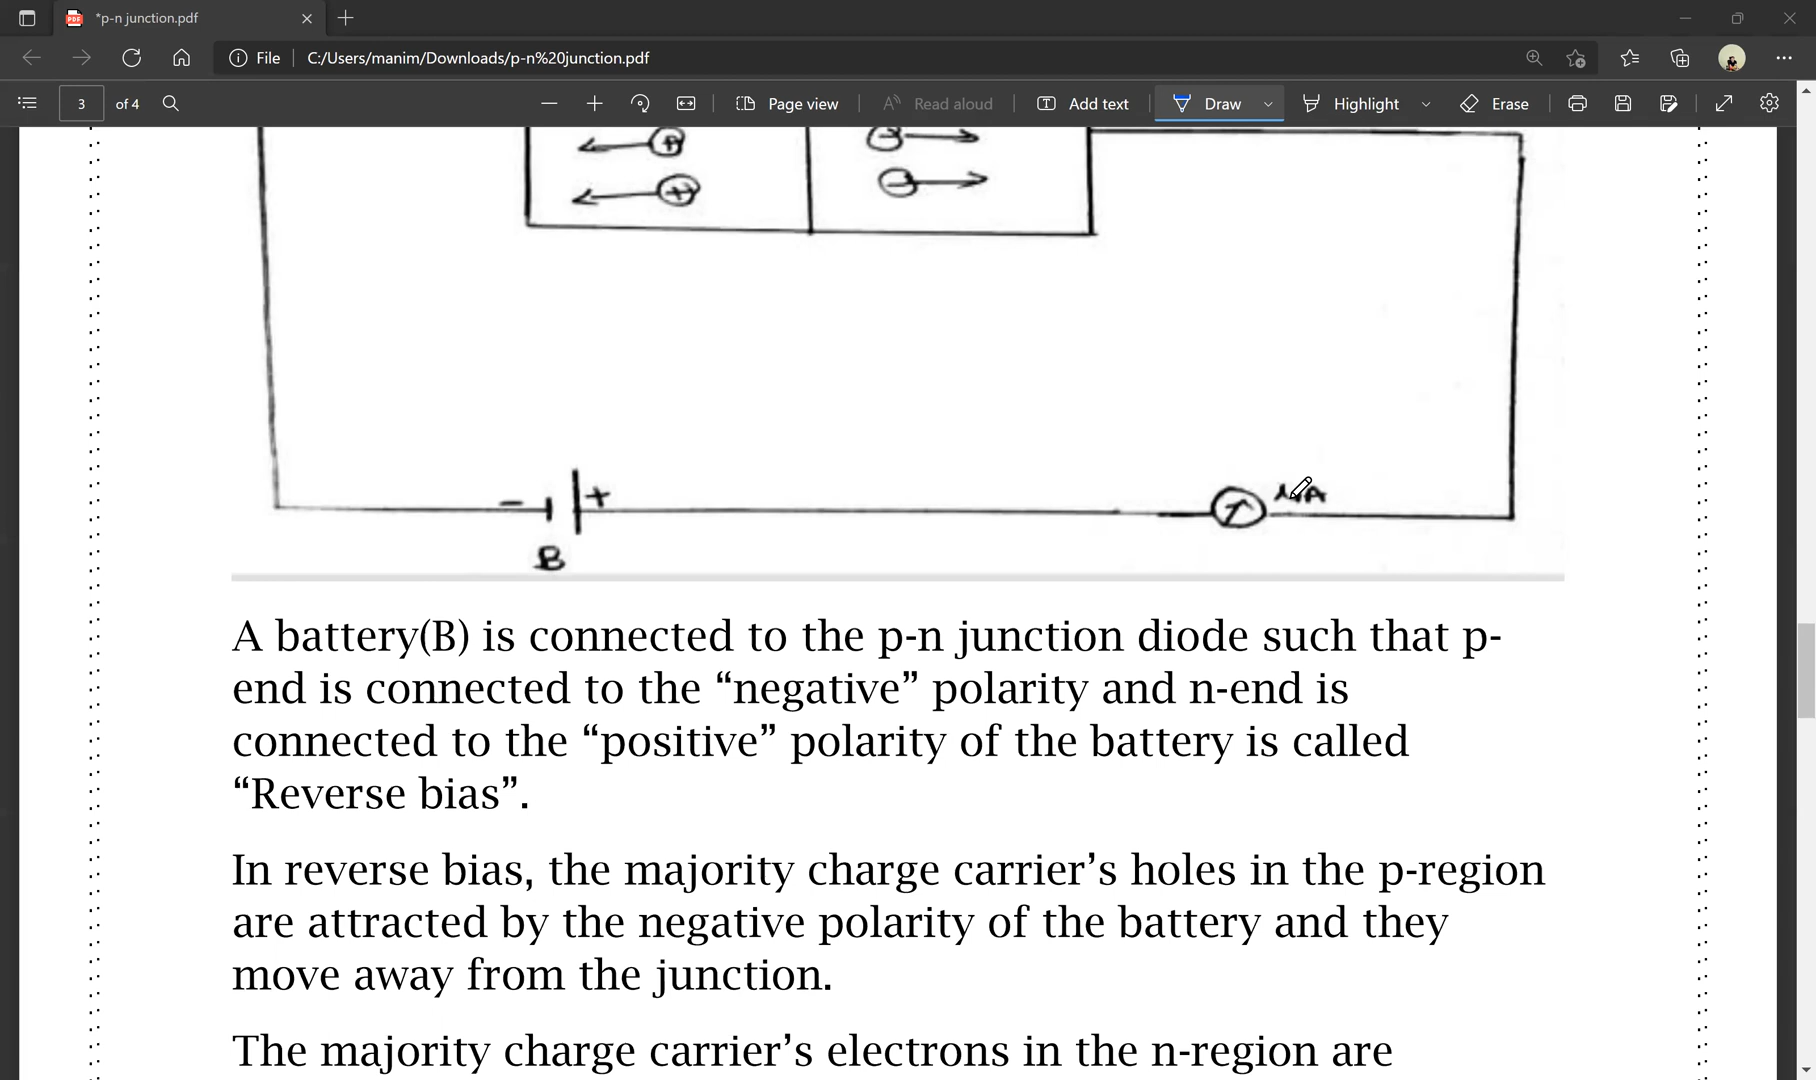 *p-n junction.pdf
File
C:/Users/manim/Downloads/p-n%20junction.pdf
3 of 4
Page view
Read aloud
Add text
Draw
Highlight
Erase
+
+
−
−
− +
B
A battery(B) is connected to the p-n junction diode such that p-
end is connected to the “negative” polarity and n-end is
connected to the “positive” polarity of the battery is called
“Reverse bias”.
In reverse bias, the majority charge carrier’s holes in the p-region
are attracted by the negative polarity of the battery and they
move away from the junction.
The majority charge carrier’s electrons in the n-region are